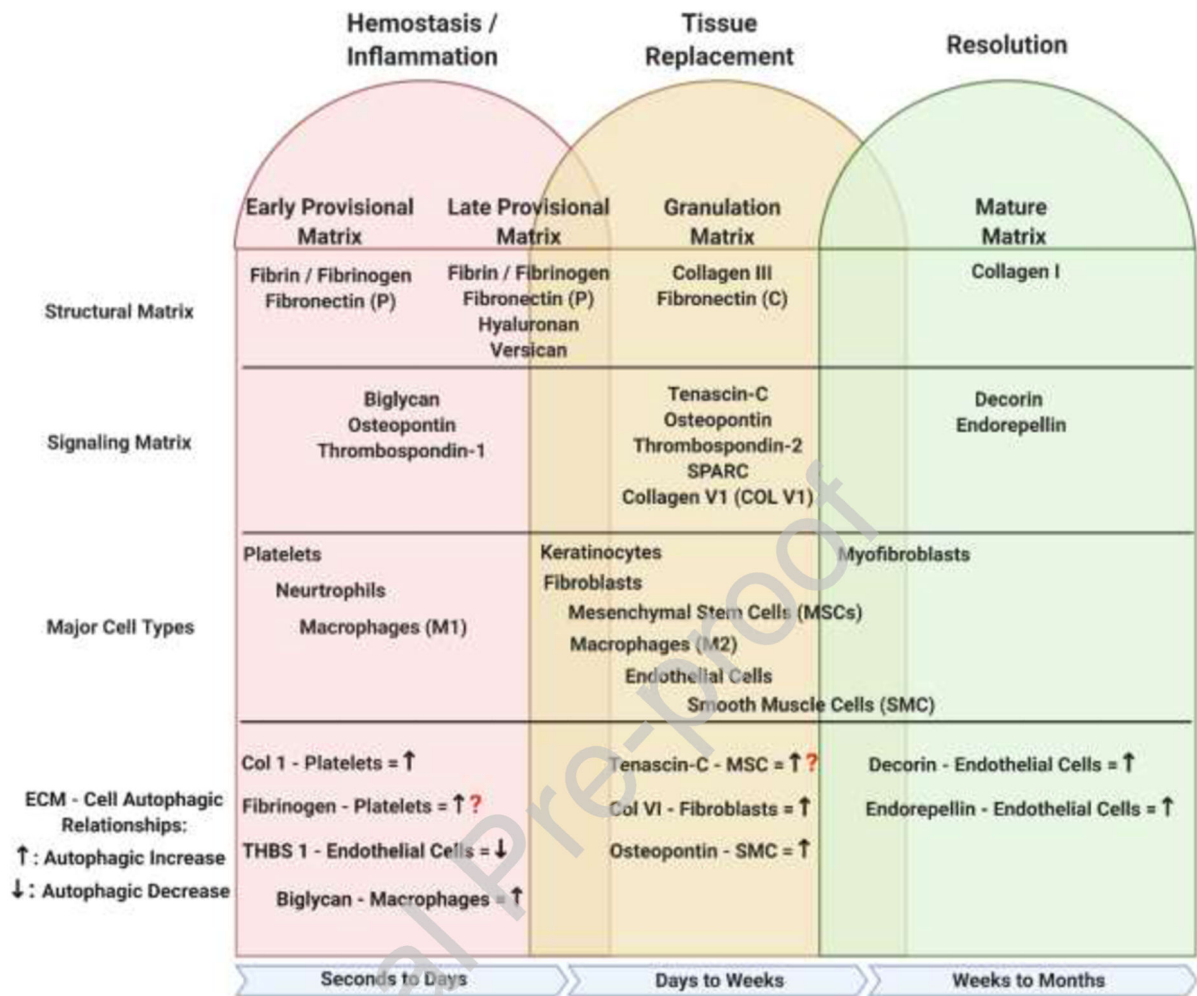 Hemostasis /
Inflammation
Tissue
Replacement
Resolution
Early Provisional
Matrix
Late Provisional
Matrix
Granulation
Matrix
Mature
Matrix
Structural Matrix
Fibrin / Fibrinogen
Fibronectin (P)
Fibrin / Fibrinogen
Fibronectin (P)
Hyaluronan
Versican
Collagen III
Fibronectin (C)
Collagen I
Signaling Matrix
Biglycan
Osteopontin
Thrombospondin-1
Tenascin-C
Osteopontin
Thrombospondin-2
SPARC
Collagen V1 (COL V1)
Decorin
Endorepellin
Major Cell Types
Platelets
Neurtrophils
Macrophages (M1)
Keratinocytes
Fibroblasts
Mesenchymal Stem Cells (MSCs)
Macrophages (M2)
Endothelial Cells
Smooth Muscle Cells (SMC)
Myofibroblasts
ECM - Cell Autophagic
Relationships:
↑ : Autophagic Increase
↓ : Autophagic Decrease
Col 1 - Platelets = ↑
Fibrinogen - Platelets = ↑ ?
THBS 1 - Endothelial Cells = ↓
Biglycan - Macrophages = ↑
Tenascin-C - MSC = ↑ ?
Col VI - Fibroblasts = ↑
Osteopontin - SMC = ↑
Decorin - Endothelial Cells = ↑
Endorepellin - Endothelial Cells = ↑
Seconds to Days
Days to Weeks
Weeks to Months
al Pre-proof